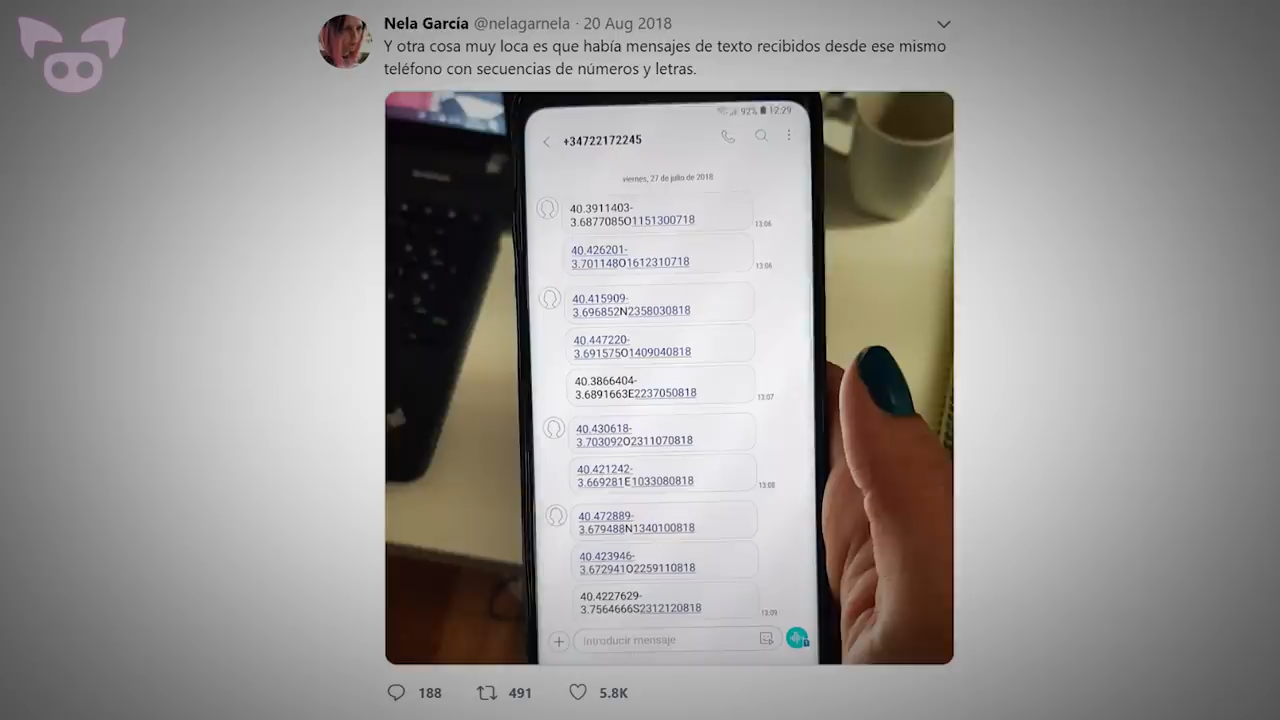 Nela García @nelagarnela · 20 Aug 2018
Y otra cosa muy loca es que había mensajes de texto recibidos desde ese mismo
teléfono con secuencias de números y letras.
92% 12:29
+34722172245
viernes, 27 de julio de 2018
40.3911403-
3.6877085O1151300718
13:06
40.426201-
3.701148O1612310718
13:06
40.415909-
3.696852N2358030818
40.447220-
3.691575O1409040818
40.3866404-
3.6891663E2237050818
13:07
40.430618-
3.703092O2311070818
40.421242-
3.669281E1033080818
13:08
40.472889-
3.679488N1340100818
40.423946-
3.672941O2259110818
40.4227629-
3.7564666S2312120818
13:09
Introducir mensaje
188 491 5.8K